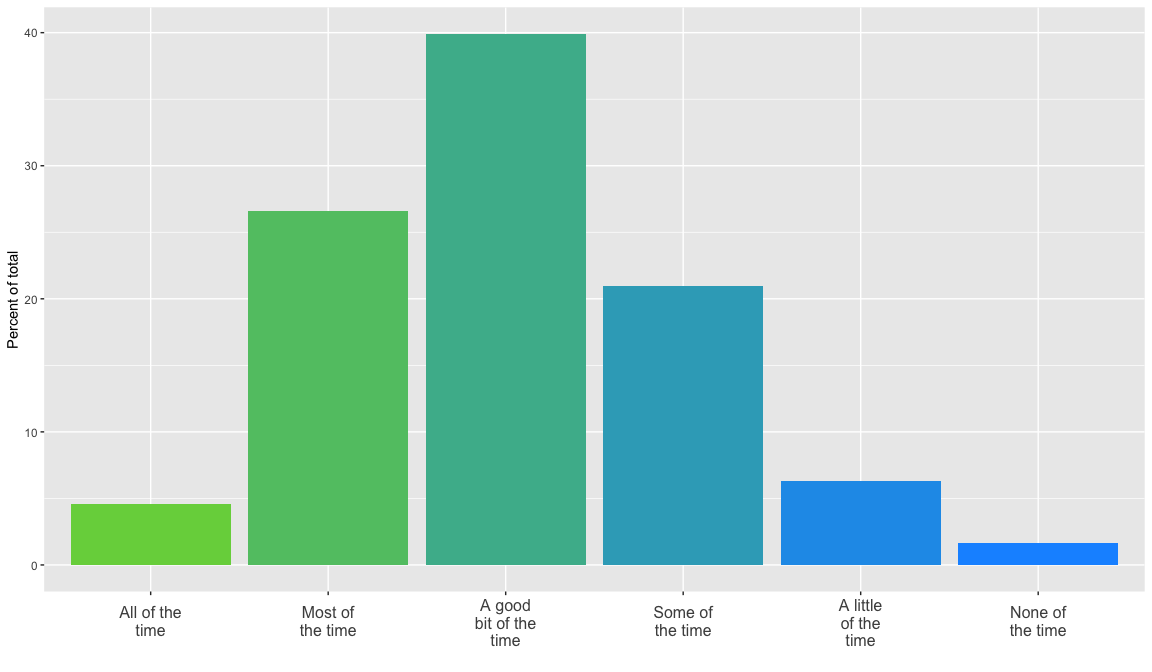 40
30
20
10
0
Percent of total
All of the
time
Most of
the time
A good
bit of the
time
Some of
the time
A little
of the
time
None of
the time